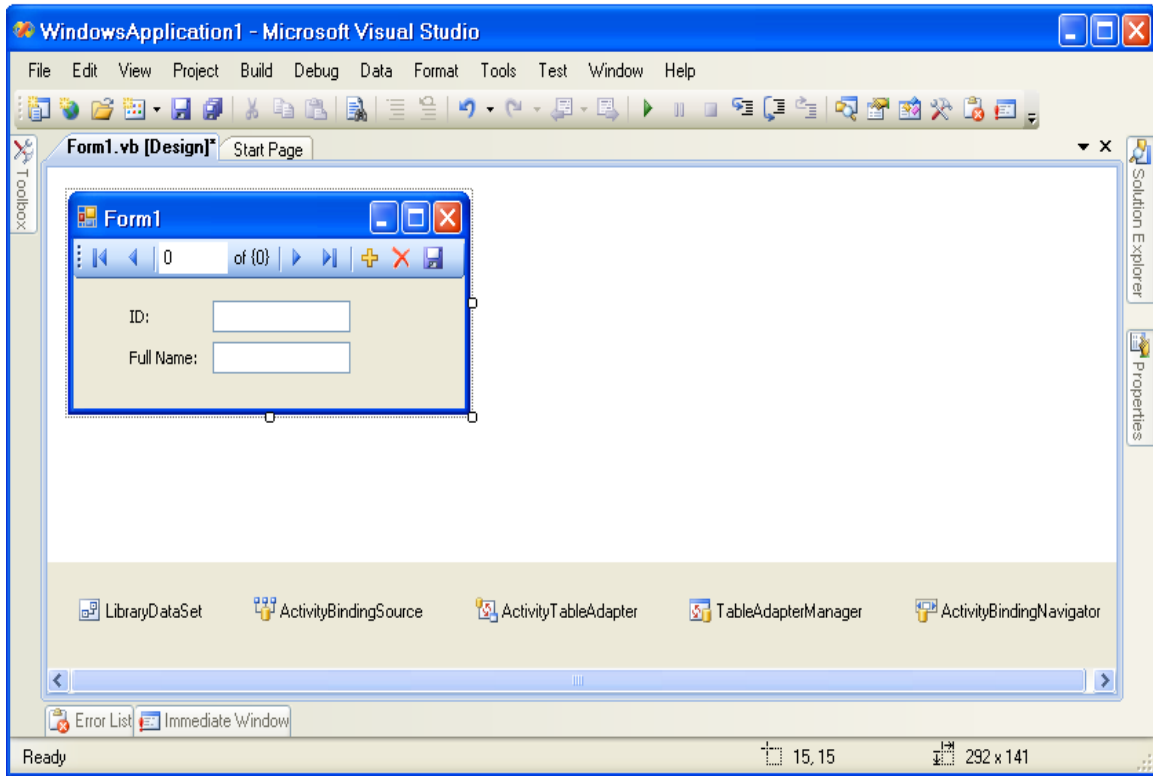 WindowsApplication1 - Microsoft Visual Studio
File Edit View Project Build Debug Data Format Tools Test Window Help
Toolbox
Form1.vb [Design]* Start Page
Form1
0 of {0}
ID:
Full Name:
Solution Explorer
Properties
LibraryDataSet ActivityBindingSource ActivityTableAdapter TableAdapterManager ActivityBindingNavigator
Error List Immediate Window
Ready 15, 15 292 x 141